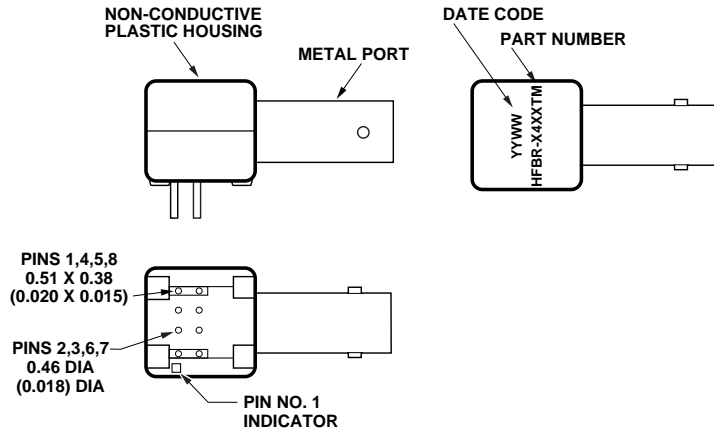 NON-CONDUCTIVE
PLASTIC HOUSING
METAL PORT
DATE CODE
PART NUMBER
YYWW
HFBR-X4XXTM
PINS 1,4,5,8
0.51 X 0.38
(0.020 X 0.015)
PINS 2,3,6,7
0.46 DIA
(0.018) DIA
PIN NO. 1
INDICATOR